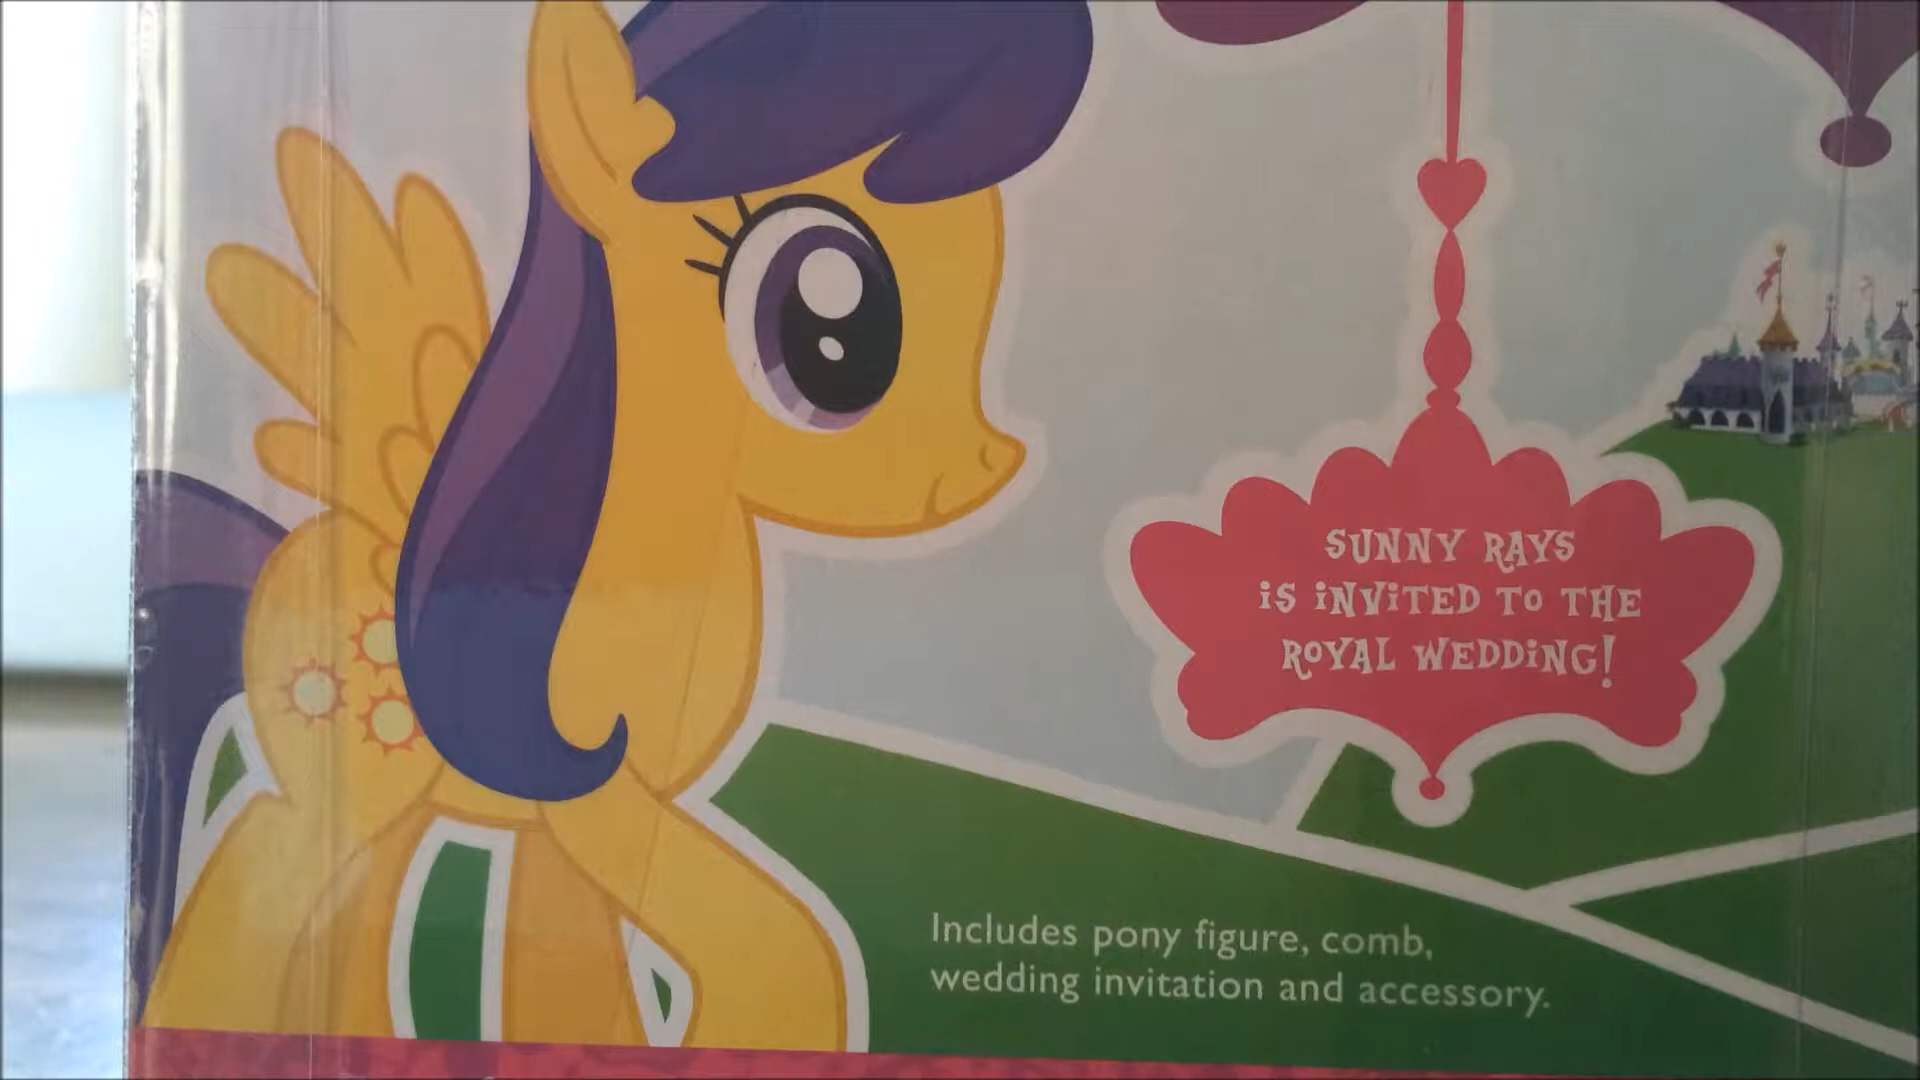 SUNNY RAYS
iS iNViTED To THE
RoYAL WEDDiNG!
Includes pony figure, comb,
wedding invitation and accessory.